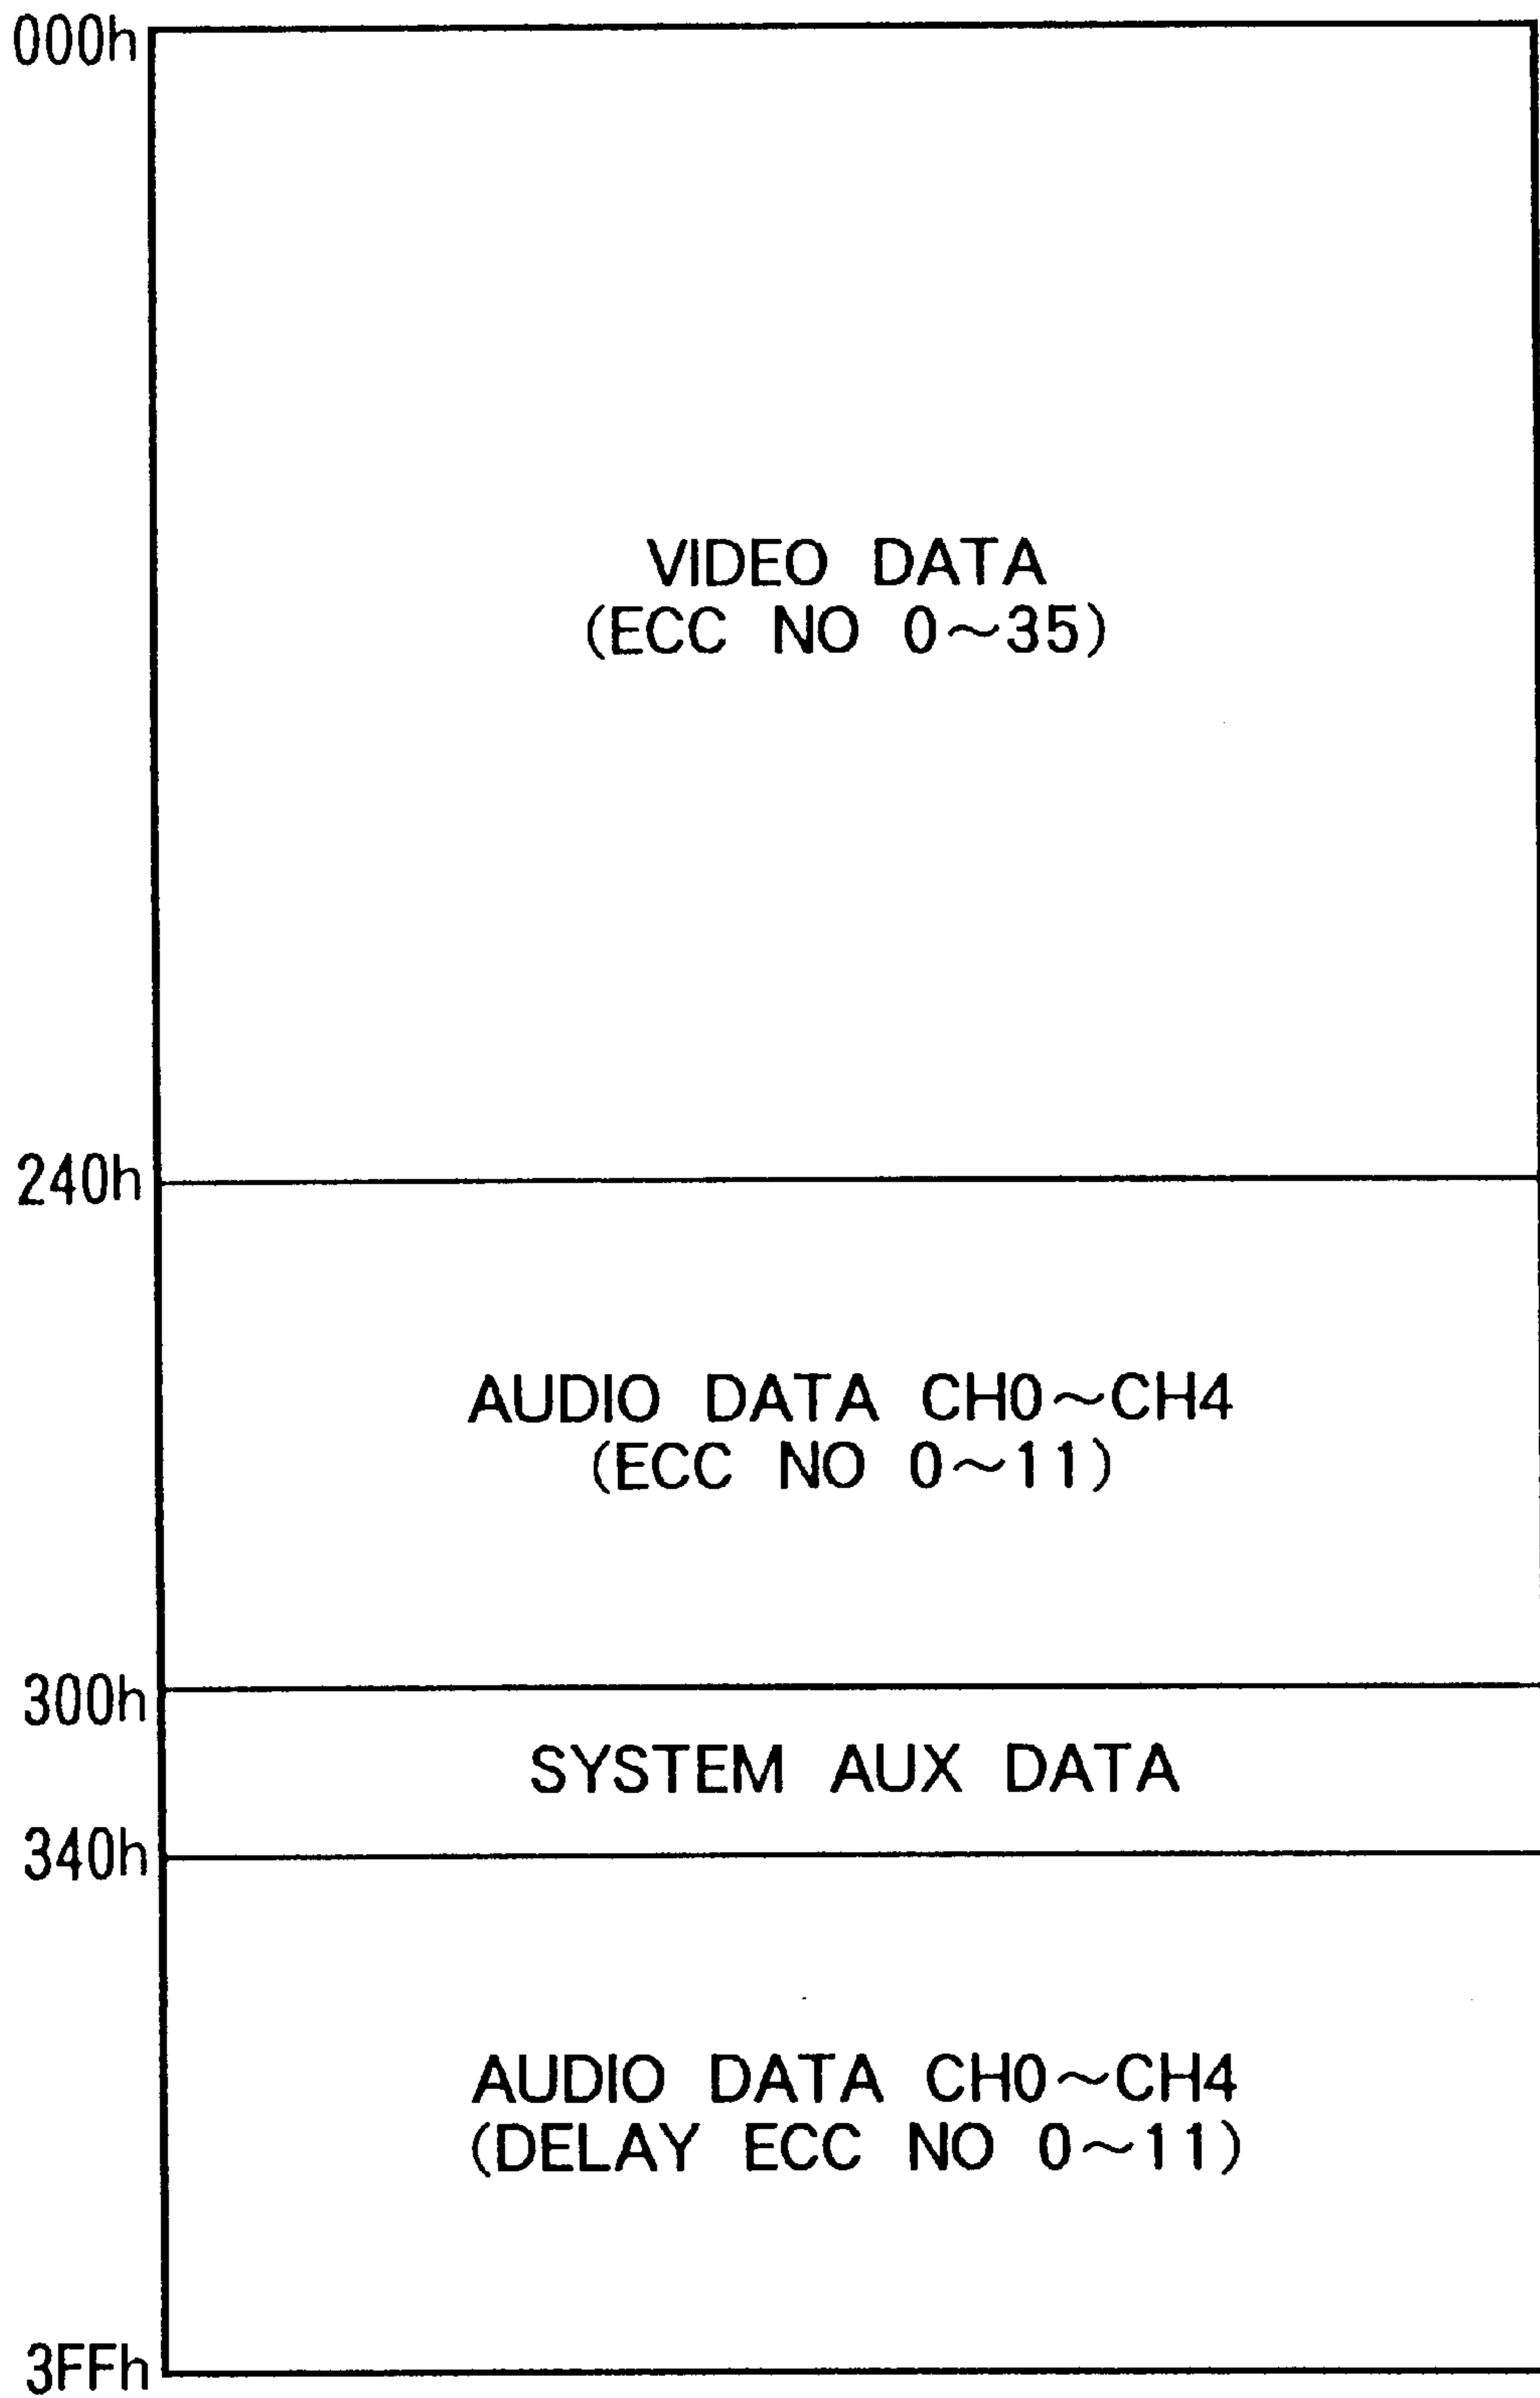 000h
VIDEO DATA
(ECC NO 0~35)
240h
AUDIO DATA CH0~CH4
(ECC NO 0~11)
300h
SYSTEM AUX DATA
340h
AUDIO DATA CH0~CH4
(DELAY ECC NO 0~11)
3FFh